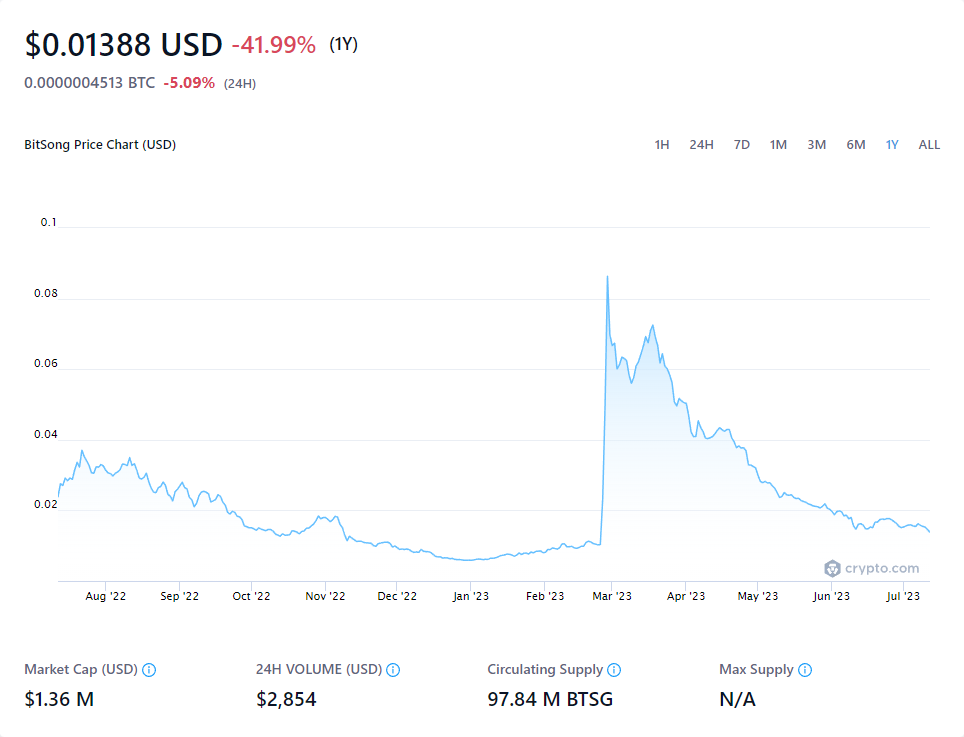 $0.01388 USD -41.99% (1Y)
0.0000004513 BTC -5.09% (24H)
BitSong Price Chart (USD) 1H 24H 7D 1M 3M 6M 1Y ALL
0.1
0.08
0.06
0.04
0.02
crypto.com
Aug '22 Sep '22 Oct '22 Nov '22 Dec '22 Jan '23 Feb '23 Mar '23 Apr '23 May '23 Jun '23 Jul '23
Market Cap (USD) 24H VOLUME (USD) Circulating Supply Max Supply
$1.36 M $2,854 97.84 M BTSG N/A